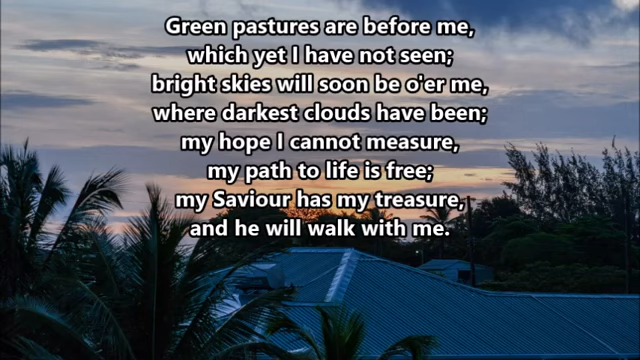 Green pastures are before me,
which yet I have not seen;
bright skies will soon be o'er me,
where darkest clouds have been;
my hope I cannot measure,
my path to life is free;
my Saviour has my treasure,
and he will walk with me.